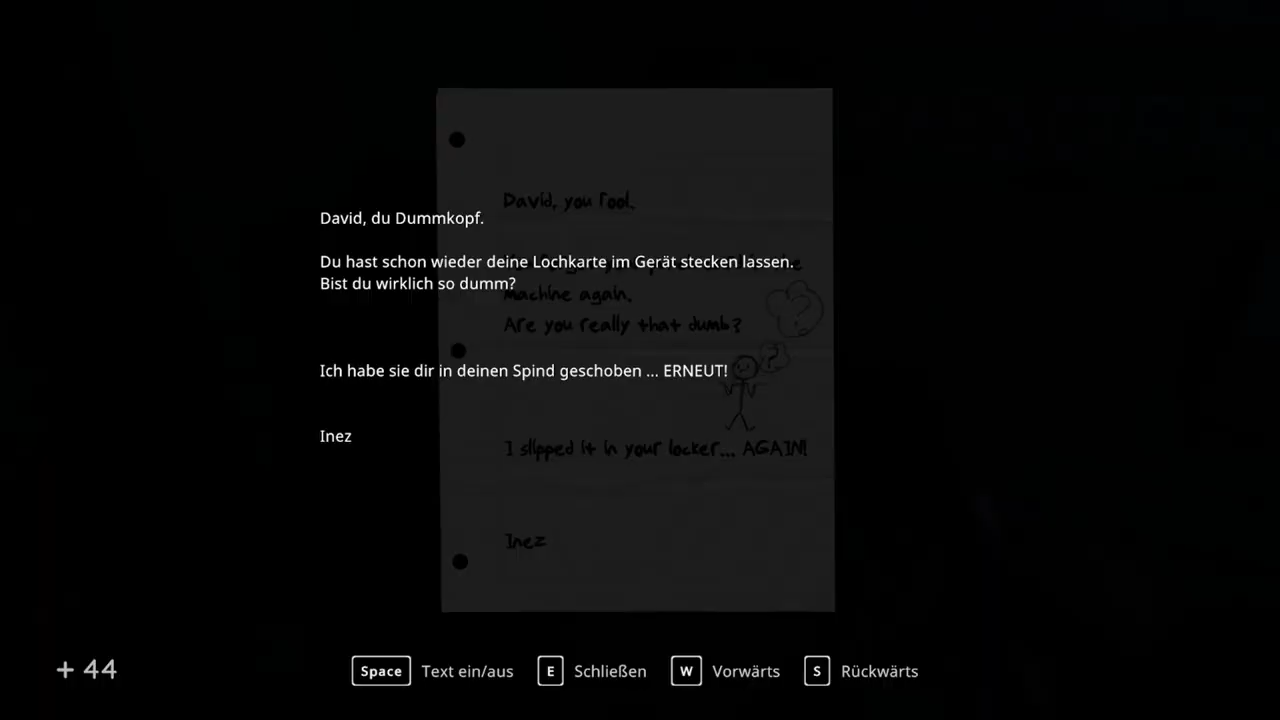 David, you fool.
David, du Dummkopf.
Du hast schon wieder deine Lochkarte im Gerät stecken lassen.
Bist du wirklich so dumm?
machine again.
Are you really that dumb?
?
Ich habe sie dir in deinen Spind geschoben ... ERNEUT!
Inez
I slipped it in your locker... AGAIN!
Inez
+ 44
Space Text ein/aus E Schließen W Vorwärts S Rückwärts